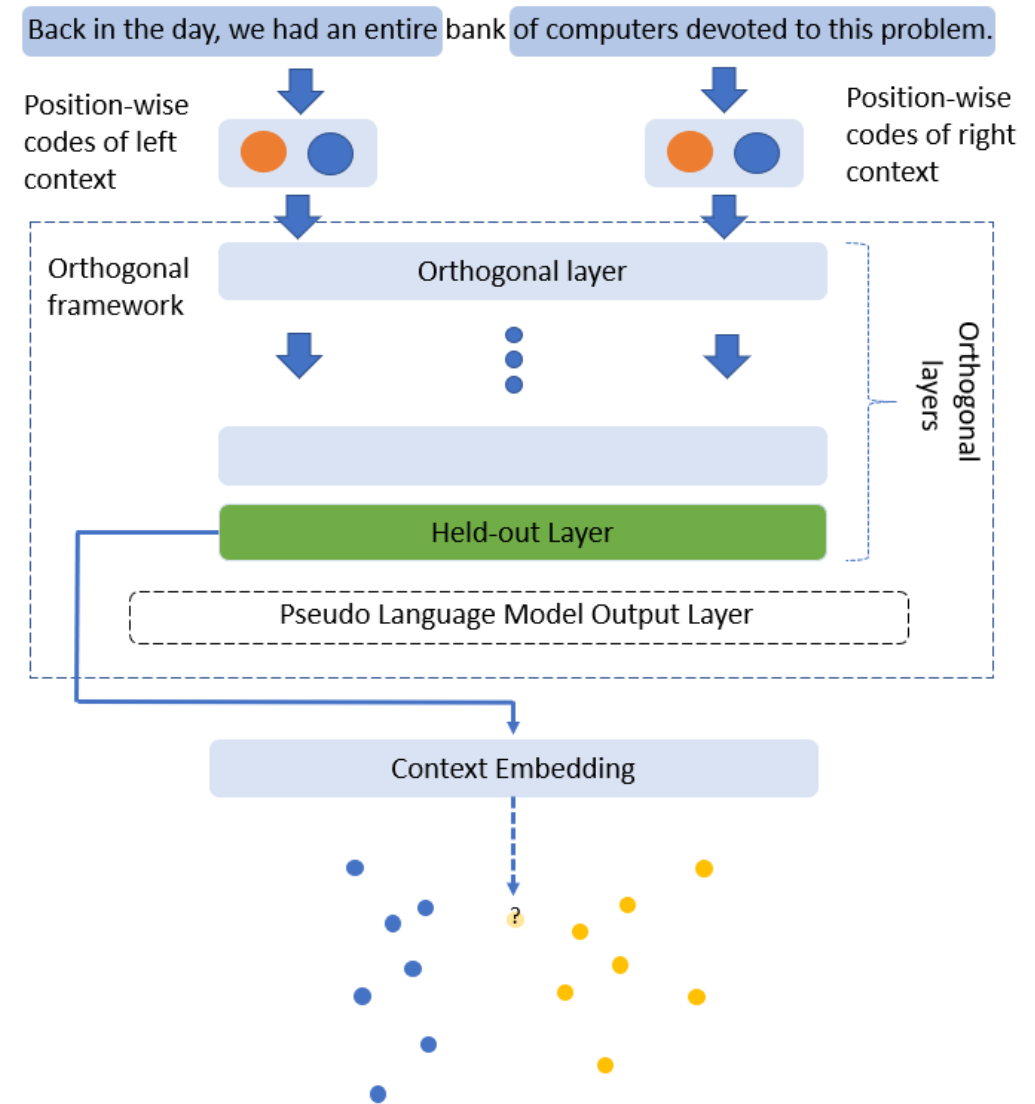 Back in the day, we had an entire bank of computers devoted to this problem.
Position-wise
codes of left
context
Position-wise
codes of right
context
Orthogonal
framework
Orthogonal layer
Orthogonal
layers
Held-out Layer
Pseudo Language Model Output Layer
Context Embedding
?